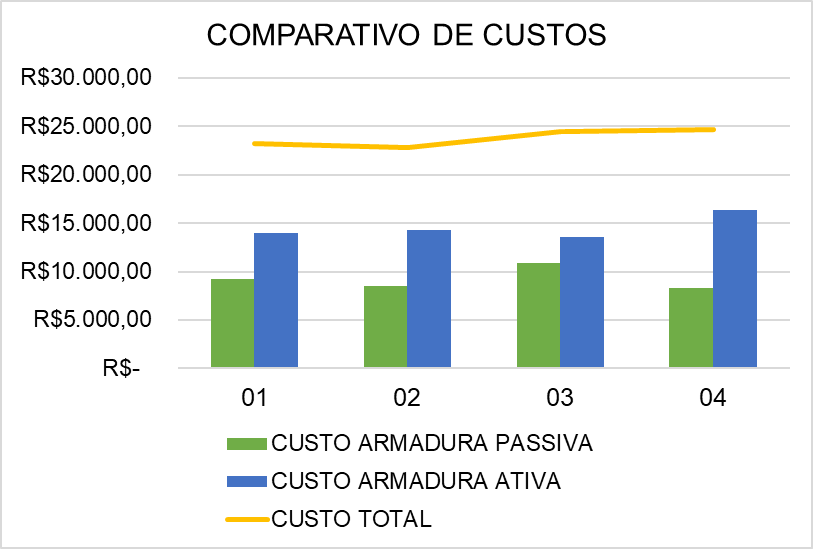 COMPARATIVO DE CUSTOS
R$30.000,00
R$25.000,00
R$20.000,00
R$15.000,00
R$10.000,00
R$5.000,00
R$-
01 02 03 04
CUSTO ARMADURA PASSIVA
CUSTO ARMADURA ATIVA
CUSTO TOTAL